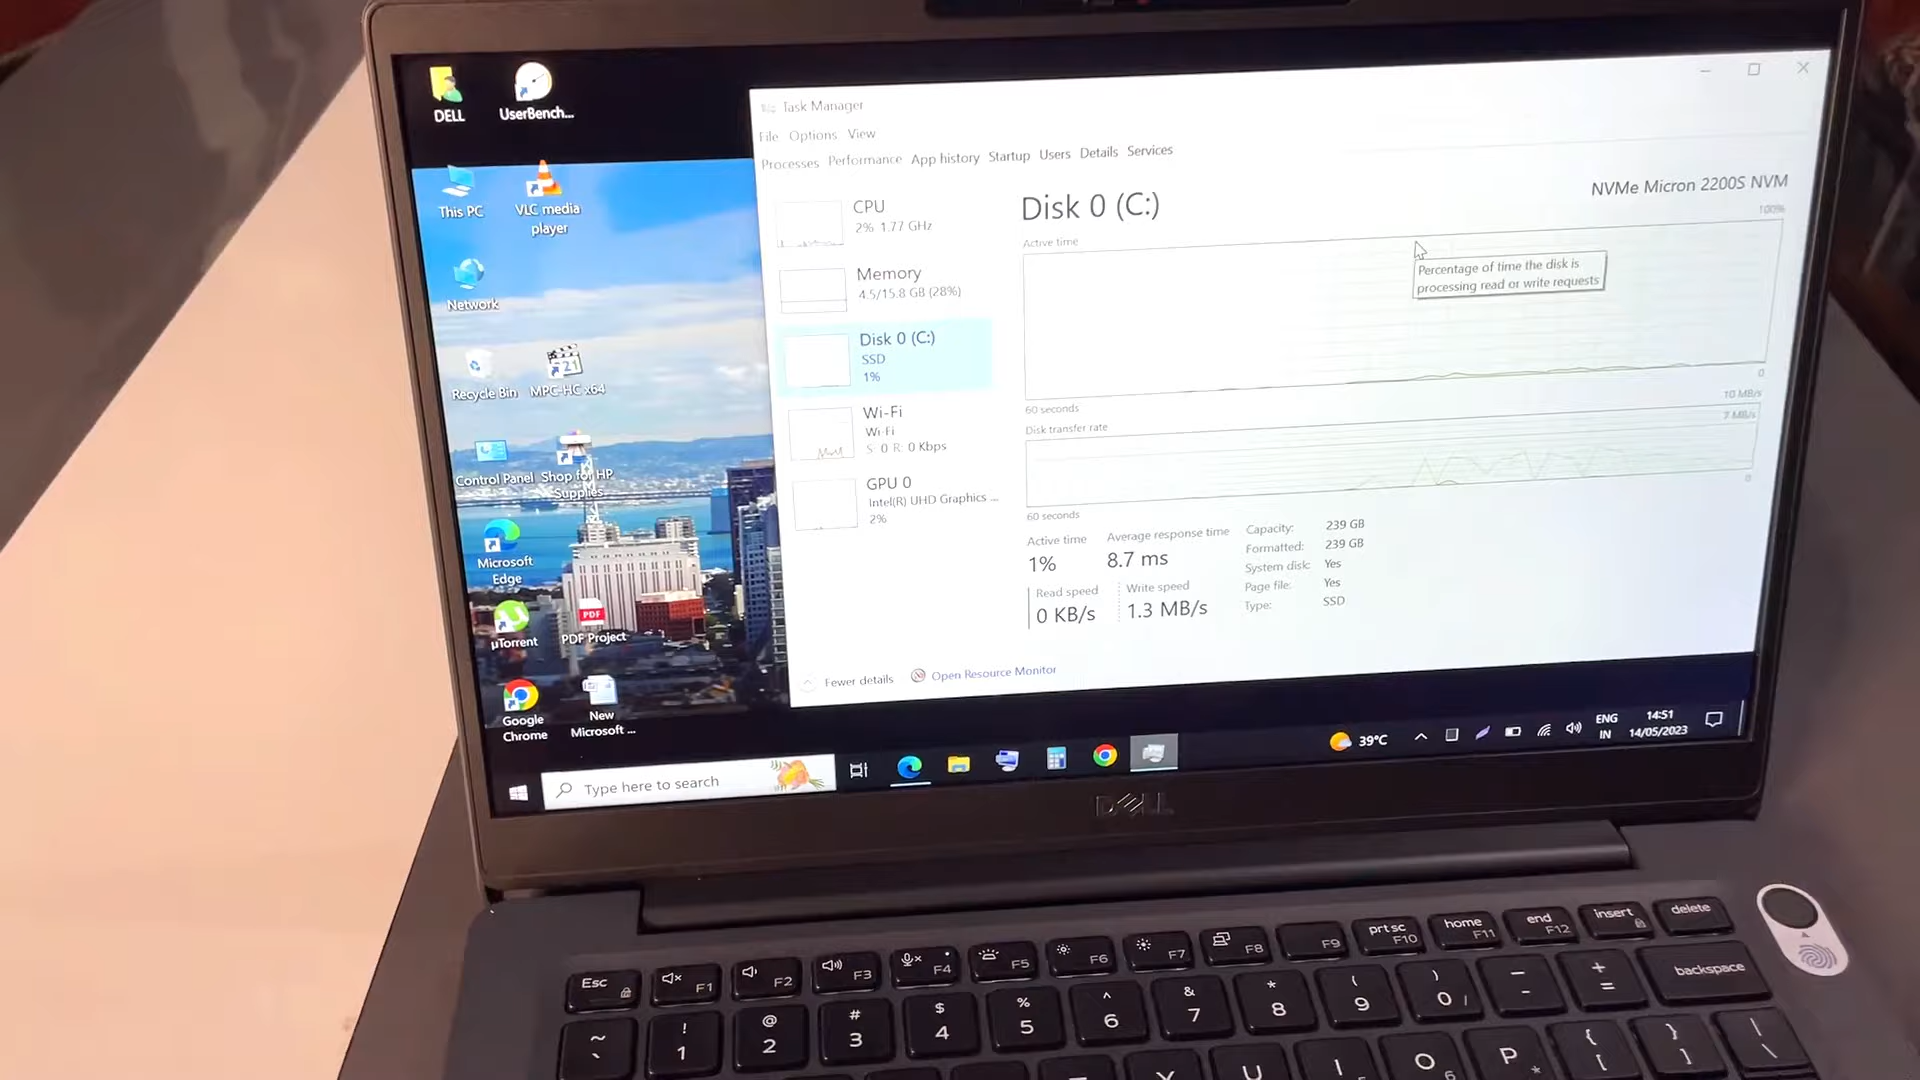 DELL
UserBench...
This PC
VLC media
player
Network
Recycle Bin
MPC-HC x64
Control Panel
Shop for HP
Supplies
Microsoft
Edge
µTorrent
PDF
PDF Project
Google
Chrome
New
Microsoft ...
Task Manager
File Options View
Processes Performance App history Startup Users Details Services
CPU
2% 1.77 GHz
Memory
4.5/15.8 GB (28%)
Disk 0 (C:)
SSD
1%
Wi-Fi
Wi-Fi
S: 0 R: 0 Kbps
GPU 0
Intel(R) UHD Graphics ...
2%
Disk 0 (C:)
NVMe Micron 2200S NVM
Active time
100%
Percentage of time the disk is
processing read or write requests
60 seconds
0
Disk transfer rate
10 MB/s
7 MB/s
60 seconds
0
Active time
1%
Average response time
8.7 ms
Read speed
0 KB/s
Write speed
1.3 MB/s
Capacity: 239 GB
Formatted: 239 GB
System disk: Yes
Page file: Yes
Type: SSD
Fewer details
Open Resource Monitor
Type here to search
39°C
ENG
IN
14:51
14/05/2023
DELL
Esc F1 F2 F3 F4 F5 F6 F7 F8 F9 prt sc F10 home F11 end F12 insert delete
~ ` ! 1 @ 2 # 3 $ 4 % 5 ^ 6 & 7 * 8 ( 9 ) 0 _ - + = backspace
Y U I O P { [ } ] | \